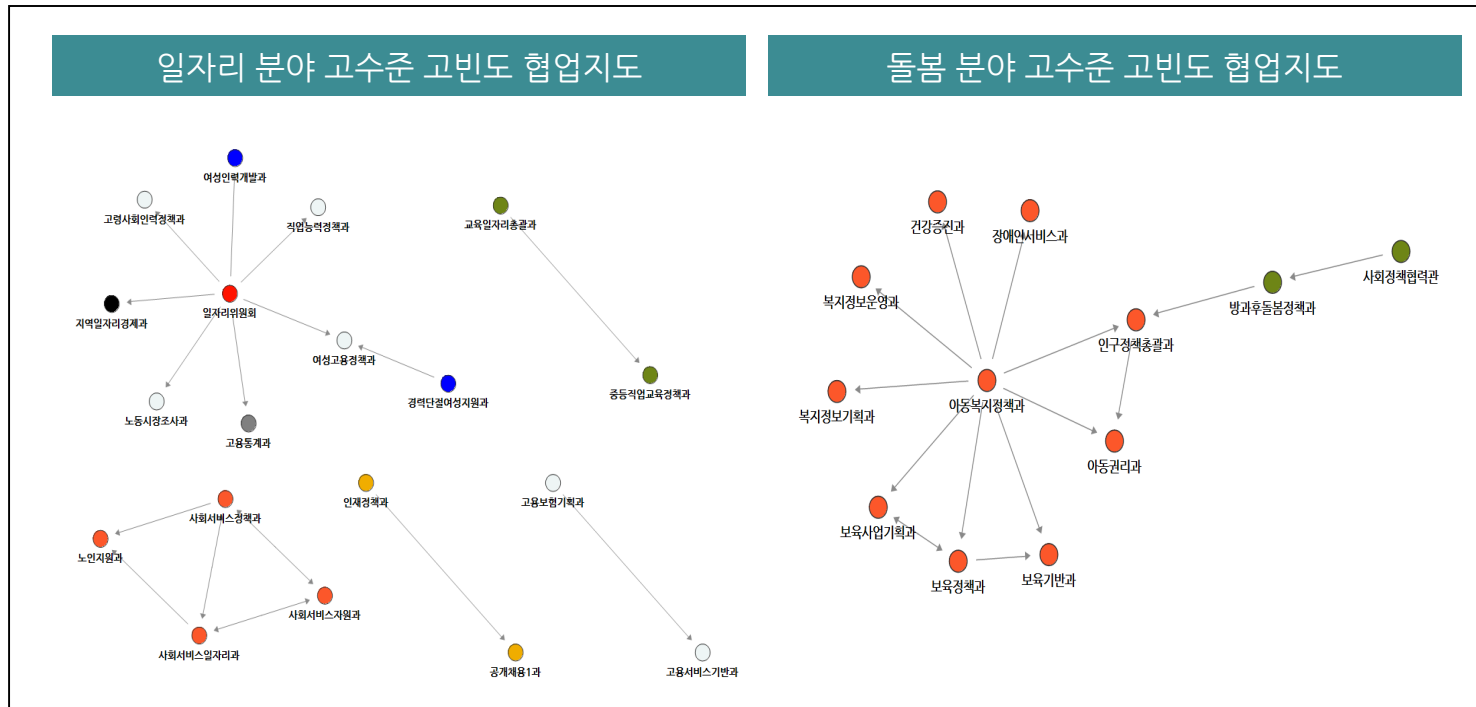 일자리 분야 고수준 고빈도 협업지도
여성인력개발과
고령사회인력정책과
직업능력정책과
교육일자리총괄과
지역일자리경제과
일자리위원회
여성고용정책과
경력단절여성지원과
중등직업교육정책과
노동시장조사과
고용통계과
사회서비스정책과
인재정책과
고용보험기획과
노인지원과
사회서비스자원과
사회서비스일자리과
공개채용1과
고용서비스기반과
돌봄 분야 고수준 고빈도 협업지도
건강증진과
장애인서비스과
사회정책협력관
복지정보운영과
방과후돌봄정책과
인구정책총괄과
복지정보기획과
아동복지정책과
아동권리과
보육사업기획과
보육정책과
보육기반과